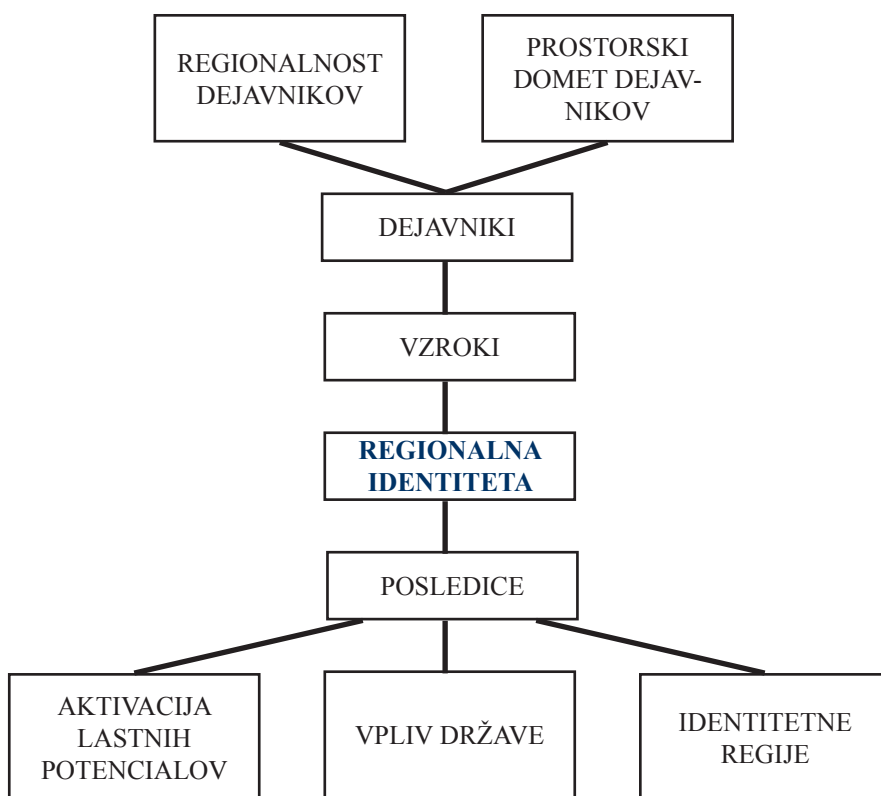 REGIONALNOST
DEJAVNIKOV
PROSTORSKI
DOMET DEJAV-
NIKOV
DEJAVNIKI
VZROKI
REGIONALNA
IDENTITETA
POSLEDICE
AKTIVACIJA
LASTNIH
POTENCIALOV
VPLIV DRŽAVE
IDENTITETNE
REGIJE